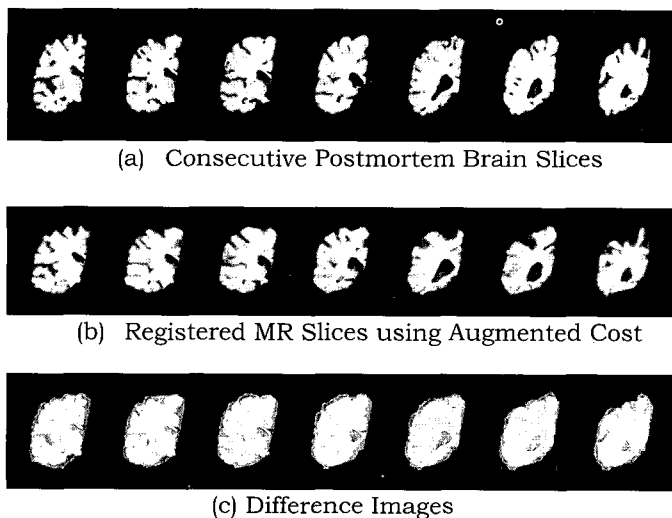 (a) Consecutive Postmortem Brain Slices
(b) Registered MR Slices using Augmented Cost
(c) Difference Images